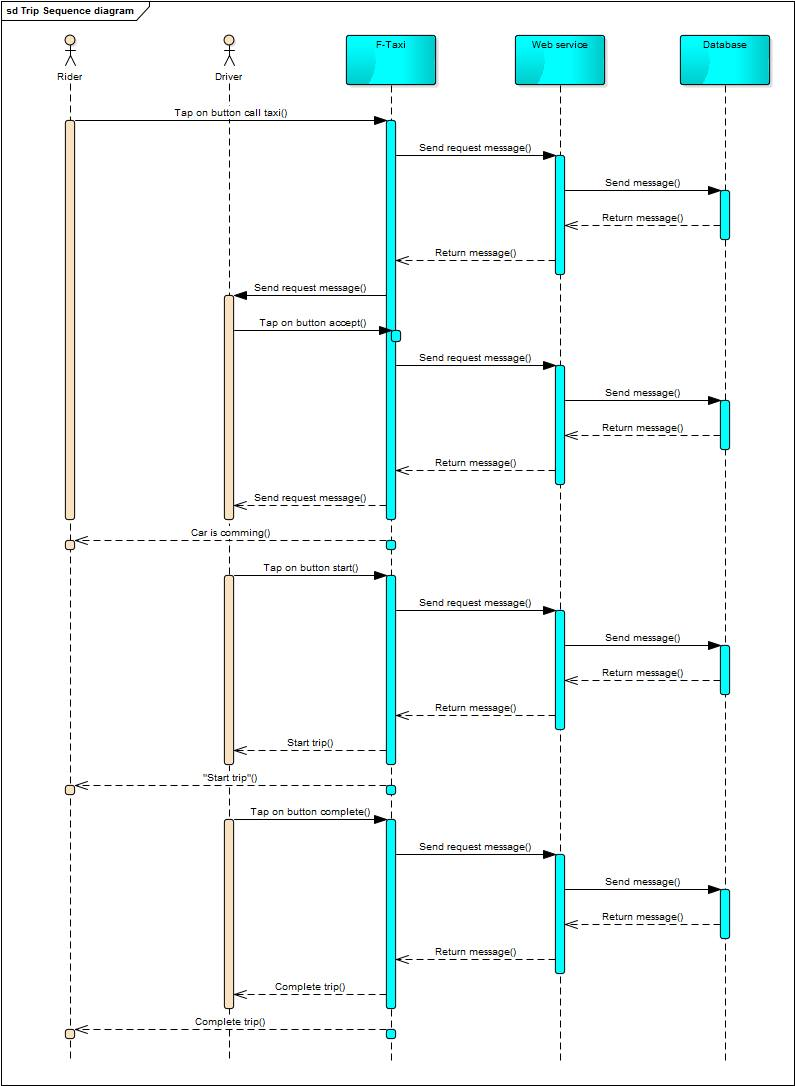 sd Trip Sequence diagram
Rider
Driver
F-Taxi
Web service
Database
Tap on button call taxi()
Send request message()
Send message()
Return message()
Return message()
Send request message()
Tap on button accept()
Send request message()
Send message()
Return message()
Return message()
Send request message()
Car is comming()
Tap on button start()
Send request message()
Send message()
Return message()
Return message()
Start trip()
"Start trip"()
Tap on button complete()
Send request message()
Send message()
Return message()
Return message()
Complete trip()
Complete trip()